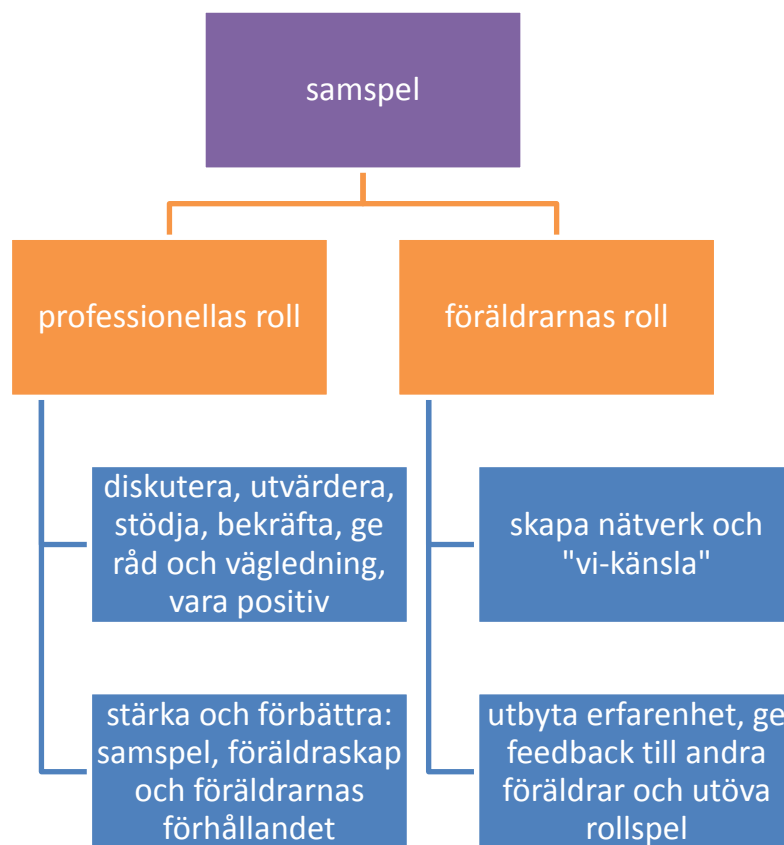 samspel
professionellas roll
föräldrarnas roll
diskutera, utvärdera,
stödja, bekräfta, ge
råd och vägledning,
vara positiv
skapa nätverk och
"vi-känsla"
stärka och förbättra:
samspel, föräldraskap
och föräldrarnas
förhållandet
utbyta erfarenhet, ge
feedback till andra
föräldrar och utöva
rollspel